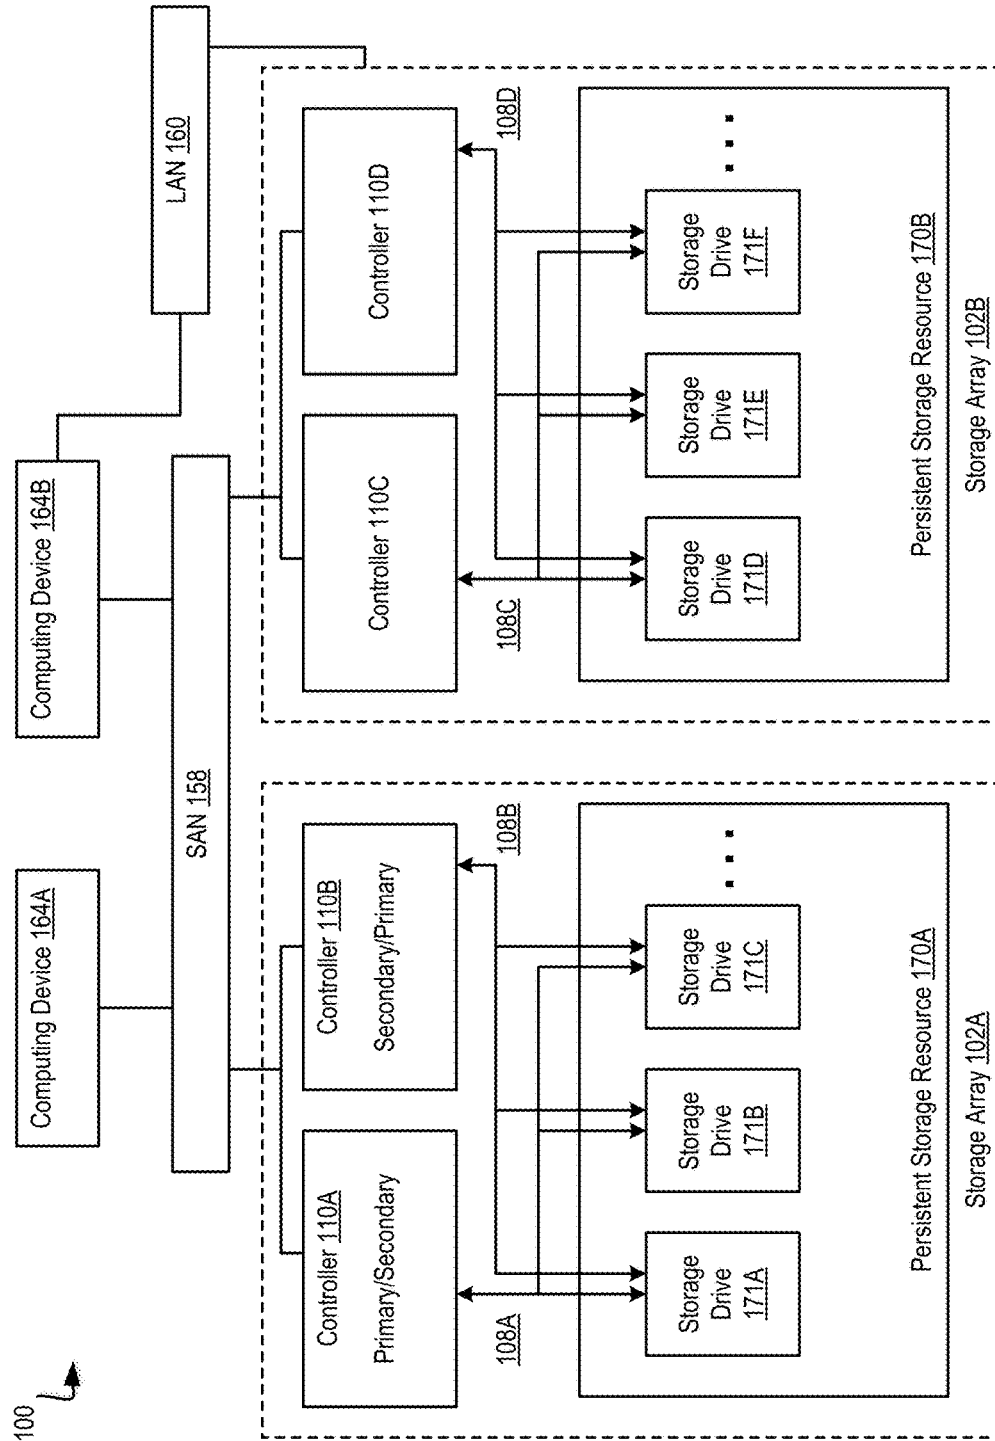 100
Computing Device 164A
Computing Device 164B
LAN 160
SAN 158
Controller 110A
Primary/Secondary
Controller 110B
Secondary/Primary
Controller 110C
Controller 110D
108A
108B
108C
108D
Storage
Drive
171A
Storage
Drive
171B
Storage
Drive
171C
Storage
Drive
171D
Storage
Drive
171E
Storage
Drive
171F
Persistent Storage Resource 170A
Persistent Storage Resource 170B
Storage Array 102A
Storage Array 102B